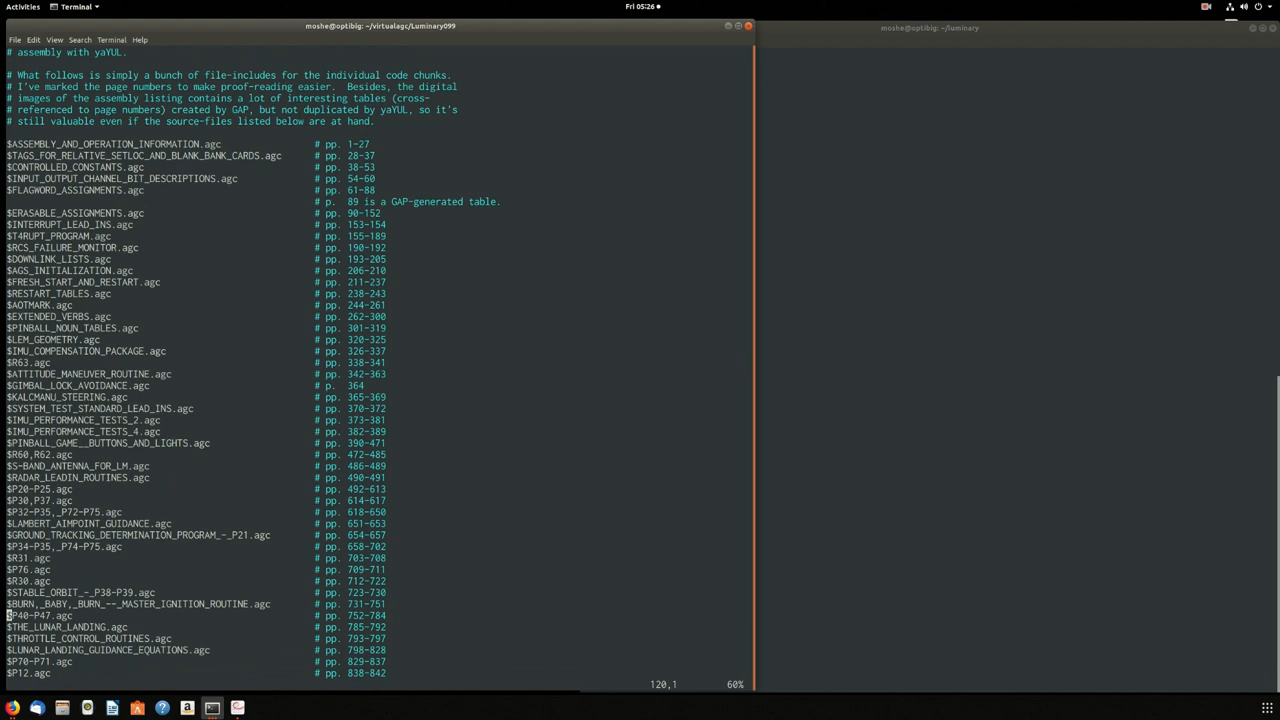 Activities Terminal Fri 05:26
moshe@optibig: ~/virtualagc/Luminary099
moshe@optibig: ~/luminary
File Edit View Search Terminal Help
# assembly with yaYUL.
# What follows is simply a bunch of file-includes for the individual code chunks.
# I've marked the page numbers to make proof-reading easier. Besides, the digital
# images of the assembly listing contains a lot of interesting tables (cross-
# referenced to page numbers) created by GAP, but not duplicated by yaYUL, so it's
# still valuable even if the source-files listed below are at hand.
$ASSEMBLY_AND_OPERATION_INFORMATION.agc # pp. 1-27
$TAGS_FOR_RELATIVE_SETLOC_AND_BLANK_BANK_CARDS.agc # pp. 28-37
$CONTROLLED_CONSTANTS.agc # pp. 38-53
$INPUT_OUTPUT_CHANNEL_BIT_DESCRIPTIONS.agc # pp. 54-60
$FLAGWORD_ASSIGNMENTS.agc # pp. 61-88
# p. 89 is a GAP-generated table.
$ERASABLE_ASSIGNMENTS.agc # pp. 90-152
$INTERRUPT_LEAD_INS.agc # pp. 153-154
$T4RUPT_PROGRAM.agc # pp. 155-189
$RCS_FAILURE_MONITOR.agc # pp. 190-192
$DOWNLINK_LISTS.agc # pp. 193-205
$AGS_INITIALIZATION.agc # pp. 206-210
$FRESH_START_AND_RESTART.agc # pp. 211-237
$RESTART_TABLES.agc # pp. 238-243
$AOTMARK.agc # pp. 244-261
$EXTENDED_VERBS.agc # pp. 262-300
$PINBALL_NOUN_TABLES.agc # pp. 301-319
$LEM_GEOMETRY.agc # pp. 320-325
$IMU_COMPENSATION_PACKAGE.agc # pp. 326-337
$R63.agc # pp. 338-341
$ATTITUDE_MANEUVER_ROUTINE.agc # pp. 342-363
$GIMBAL_LOCK_AVOIDANCE.agc # p. 364
$KALCMANU_STEERING.agc # pp. 365-369
$SYSTEM_TEST_STANDARD_LEAD_INS.agc # pp. 370-372
$IMU_PERFORMANCE_TESTS_2.agc # pp. 373-381
$IMU_PERFORMANCE_TESTS_4.agc # pp. 382-389
$PINBALL_GAME__BUTTONS_AND_LIGHTS.agc # pp. 390-471
$R60,R62.agc # pp. 472-485
$S-BAND_ANTENNA_FOR_LM.agc # pp. 486-489
$RADAR_LEADIN_ROUTINES.agc # pp. 490-491
$P20-P25.agc # pp. 492-613
$P30,P37.agc # pp. 614-617
$P32-P35,_P72-P75.agc # pp. 618-650
$LAMBERT_AIMPOINT_GUIDANCE.agc # pp. 651-653
$GROUND_TRACKING_DETERMINATION_PROGRAM_-_P21.agc # pp. 654-657
$P34-P35,_P74-P75.agc # pp. 658-702
$R31.agc # pp. 703-708
$P76.agc # pp. 709-711
$R30.agc # pp. 712-722
$STABLE_ORBIT_-_P38-P39.agc # pp. 723-730
$BURN,_BABY,_BURN_--_MASTER_IGNITION_ROUTINE.agc # pp. 731-751
$P40-P47.agc # pp. 752-784
$THE_LUNAR_LANDING.agc # pp. 785-792
$THROTTLE_CONTROL_ROUTINES.agc # pp. 793-797
$LUNAR_LANDING_GUIDANCE_EQUATIONS.agc # pp. 798-828
$P70-P71.agc # pp. 829-837
$P12.agc # pp. 838-842
120,1 60%